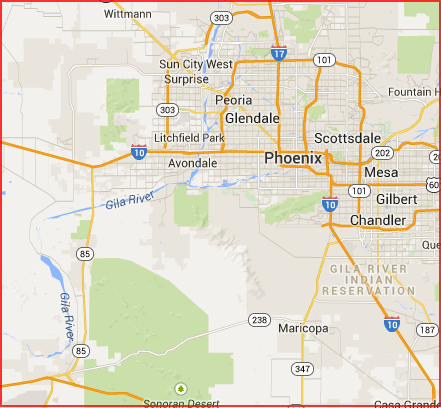 Wittmann
303
17
101
Sun City West
Surprise
Fountain H
Peoria
303
Glendale
Litchfield Park
Scottsdale
10
202
20
Avondale
Phoenix
Mesa
101
60
Gila River
10
Gilbert
Chandler
Que
85
GILA RIVER
INDIAN
RESERVATION
Gila River
238
10
Maricopa
187
85
347
Sonoran Desert
Casa Grande